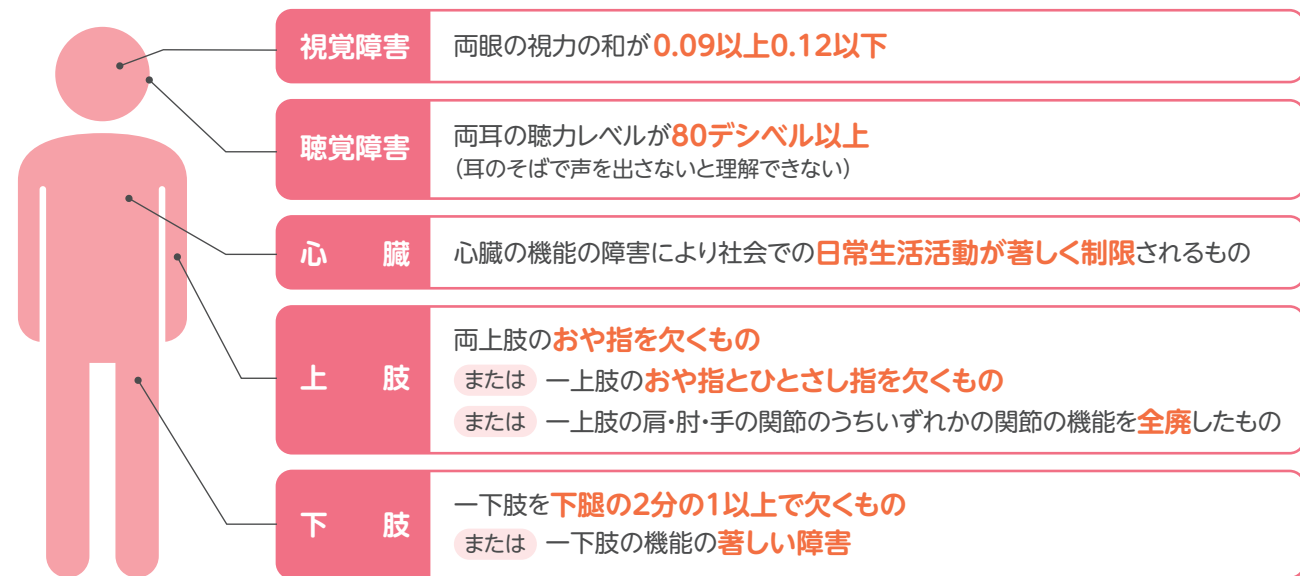 視覚障害
両眼の視力の和が0.09以上0.12以下
聴覚障害
両耳の聴力レベルが80デシベル以上
(耳のそばで声を出さないと理解できない)
心 臓
心臓の機能の障害により社会での日常生活活動が著しく制限されるもの
上 肢
両上肢のおや指を欠くもの
または 一上肢のおや指とひとさし指を欠くもの
または 一上肢の肩・肘・手の関節のうちいずれかの関節の機能を全廃したもの
下 肢
一下肢を下腿の2分の1以上で欠くもの
または 一下肢の機能の著しい障害